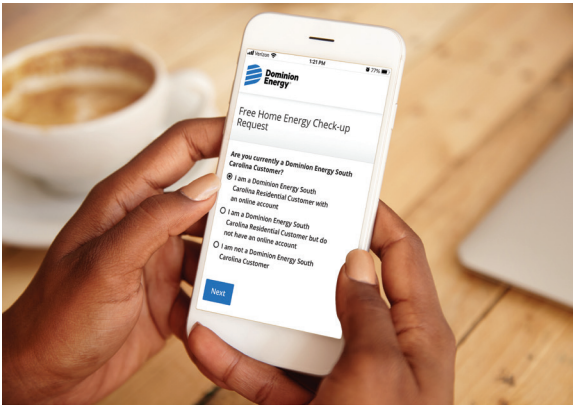 Verizon 1:21 PM 77%
Dominion
Energy
Free Home Energy Check-up
Request
Are you currently a Dominion Energy South
Carolina Customer?
I am a Dominion Energy South
Carolina Residential Customer with
an online account
I am a Dominion Energy South
Carolina Residential Customer but do
not have an online account
I am not a Dominion Energy South
Carolina Customer
Next